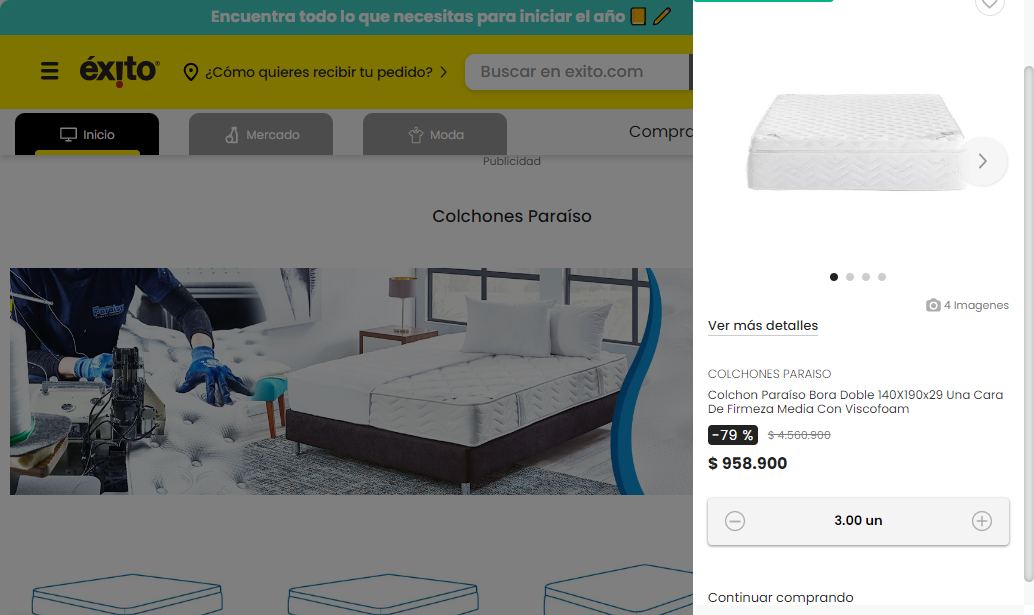 Encuentra todo lo que necesitas para iniciar el año
éxito
¿Cómo quieres recibir tu pedido?
Buscar en exito.com
Inicio
Mercado
Moda
Compra
Publicidad
Colchones Paraíso
Paraíso
4 Imagenes
Ver más detalles
COLCHONES PARAISO
Colchon Paraíso Bora Doble 140X190x29 Una Cara
De Firmeza Media Con Viscofoam
-79 % $ 4.560.900
$ 958.900
3.00 un
Continuar comprando